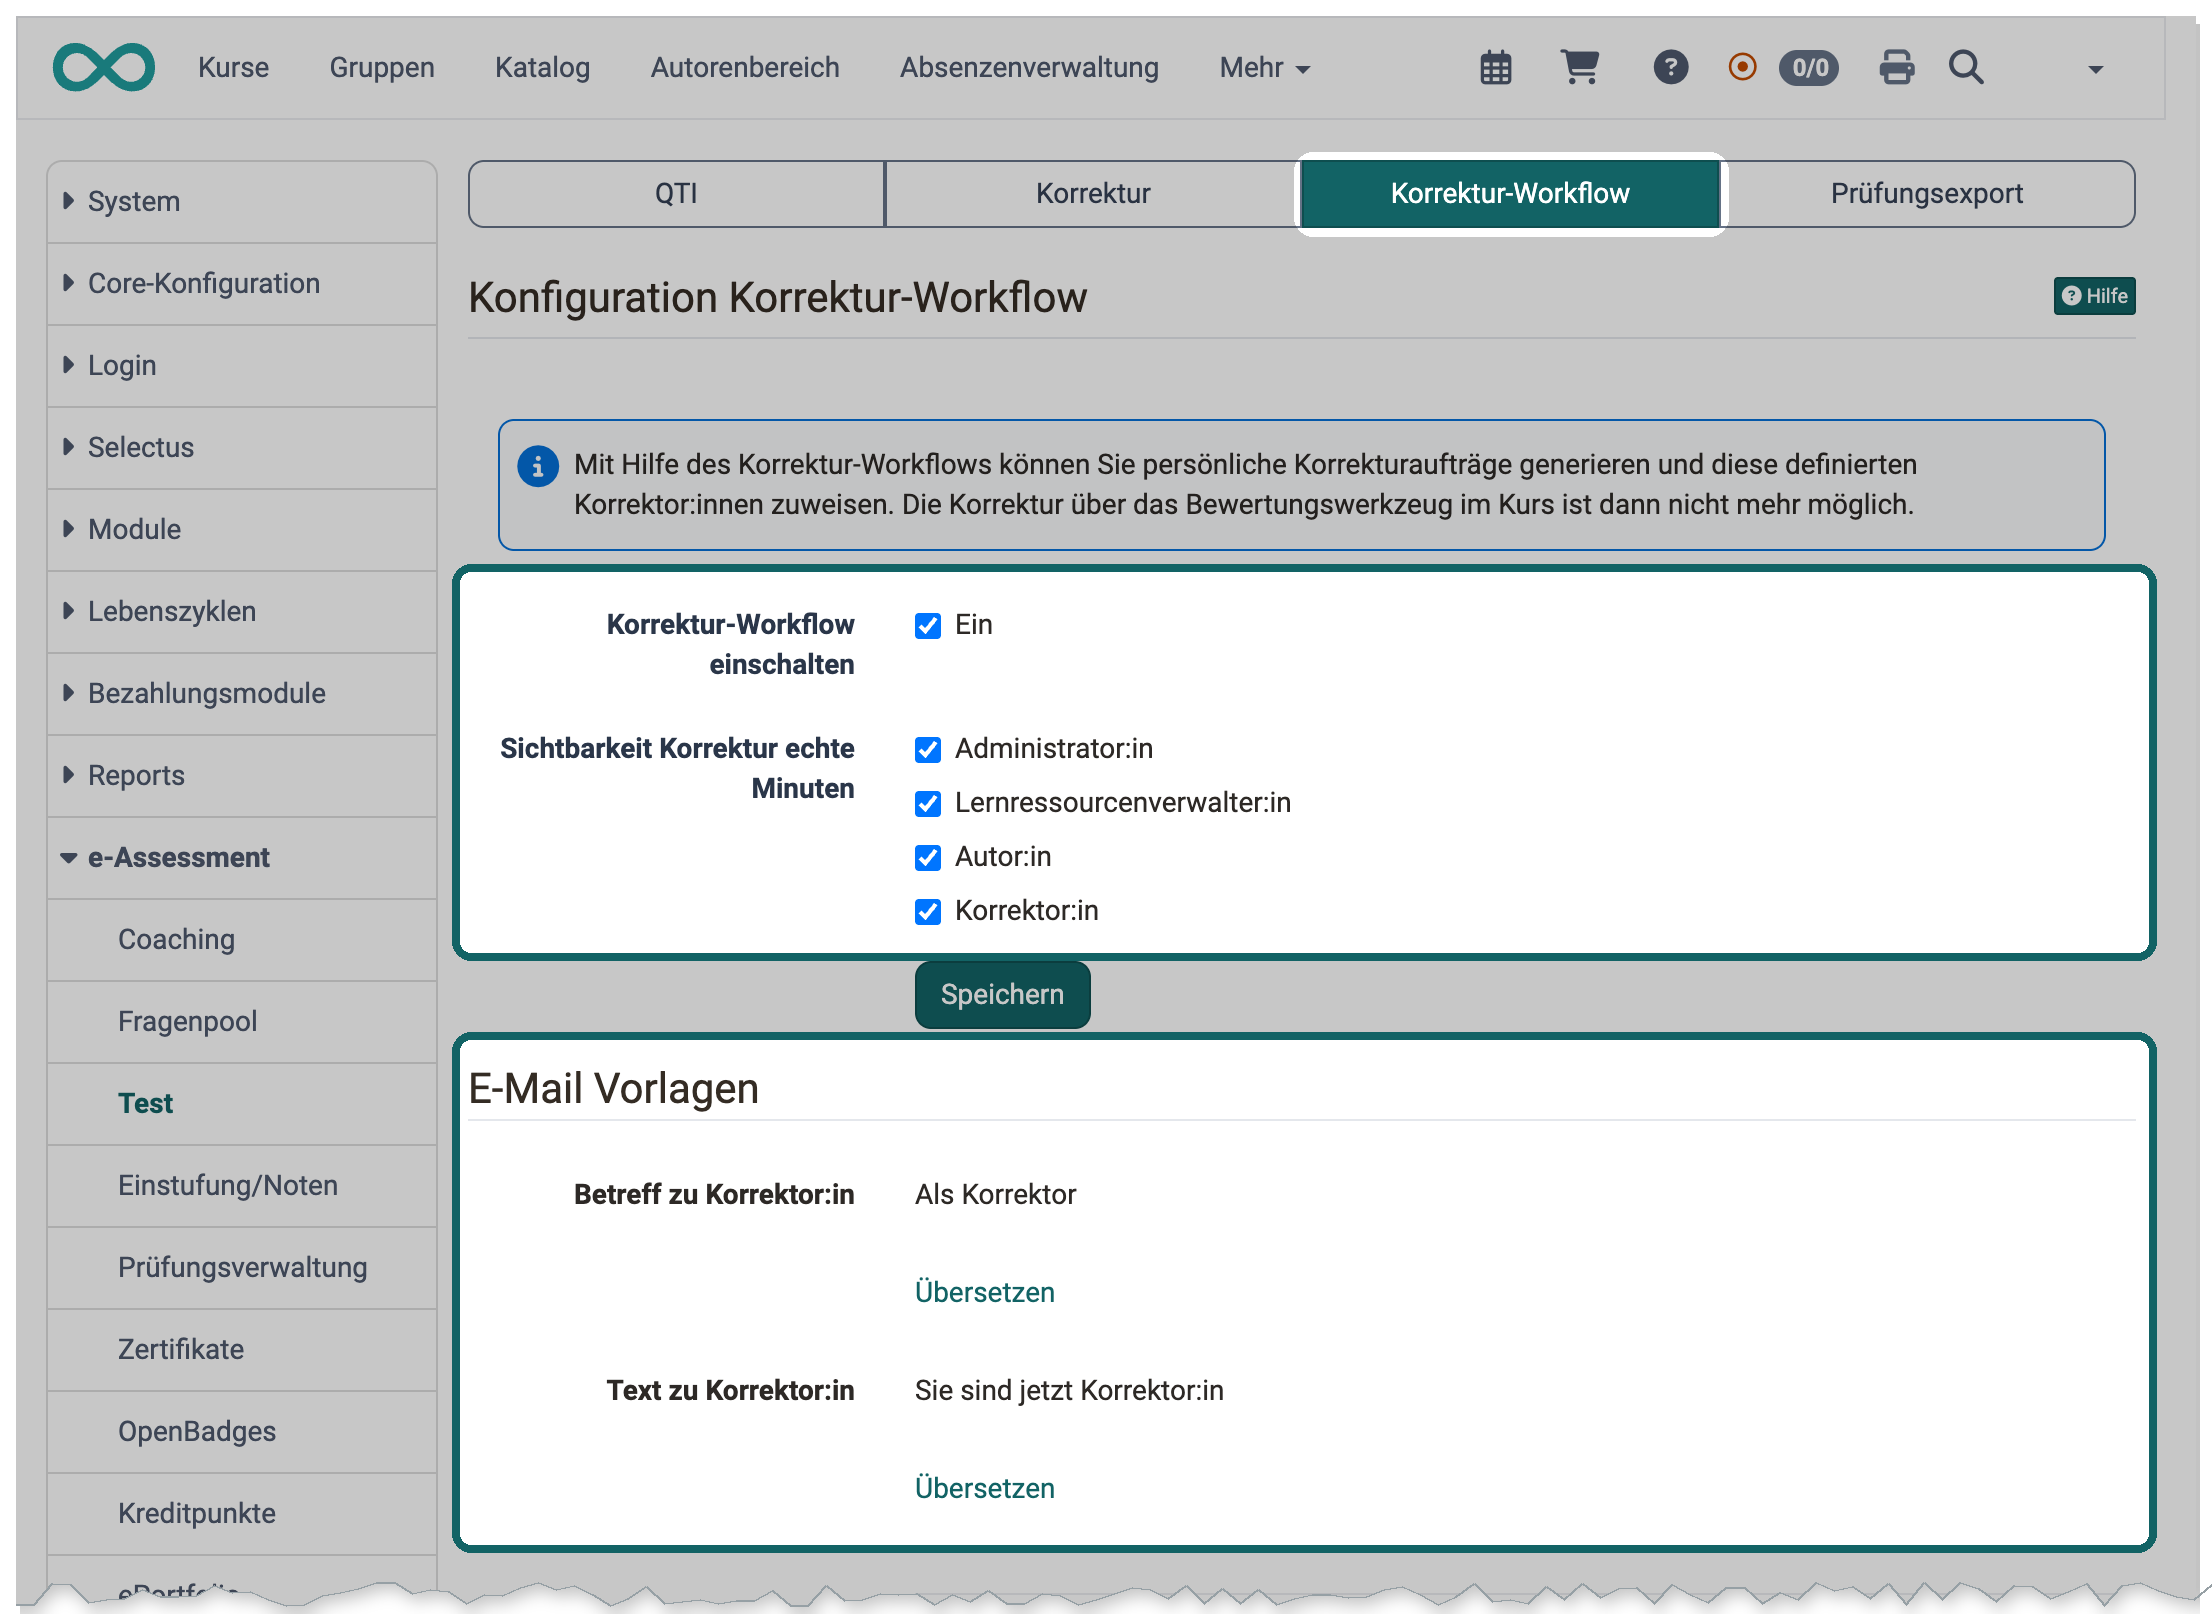 Kurse Gruppen Katalog Autorenbereich Absenzenverwaltung Mehr 0/0
System
Core-Konfiguration
Login
Selectus
Module
Lebenszyklen
Bezahlungsmodule
Reports
e-Assessment
Coaching
Fragenpool
Test
Einstufung/Noten
Prüfungsverwaltung
Zertifikate
OpenBadges
Kreditpunkte
QTI Korrektur Korrektur-Workflow Prüfungsexport
Konfiguration Korrektur-Workflow
Hilfe
Mit Hilfe des Korrektur-Workflows können Sie persönliche Korrekturaufträge generieren und diese definierten
Korrektor:innen zuweisen. Die Korrektur über das Bewertungswerkzeug im Kurs ist dann nicht mehr möglich.
Korrektur-Workflow
einschalten
Ein
Sichtbarkeit Korrektur echte
Minuten
Administrator:in
Lernressourcenverwalter:in
Autor:in
Korrektor:in
Speichern
E-Mail Vorlagen
Betreff zu Korrektor:in Als Korrektor
Übersetzen
Text zu Korrektor:in Sie sind jetzt Korrektor:in
Übersetzen